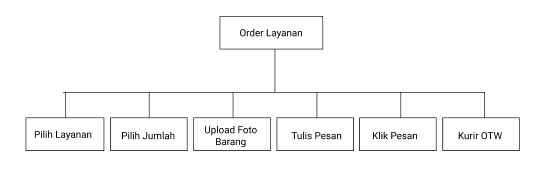 Order Layanan
Pilih Layanan
Pilih Jumlah
Upload Foto
Barang
Tulis Pesan
Klik Pesan
Kurir OTW